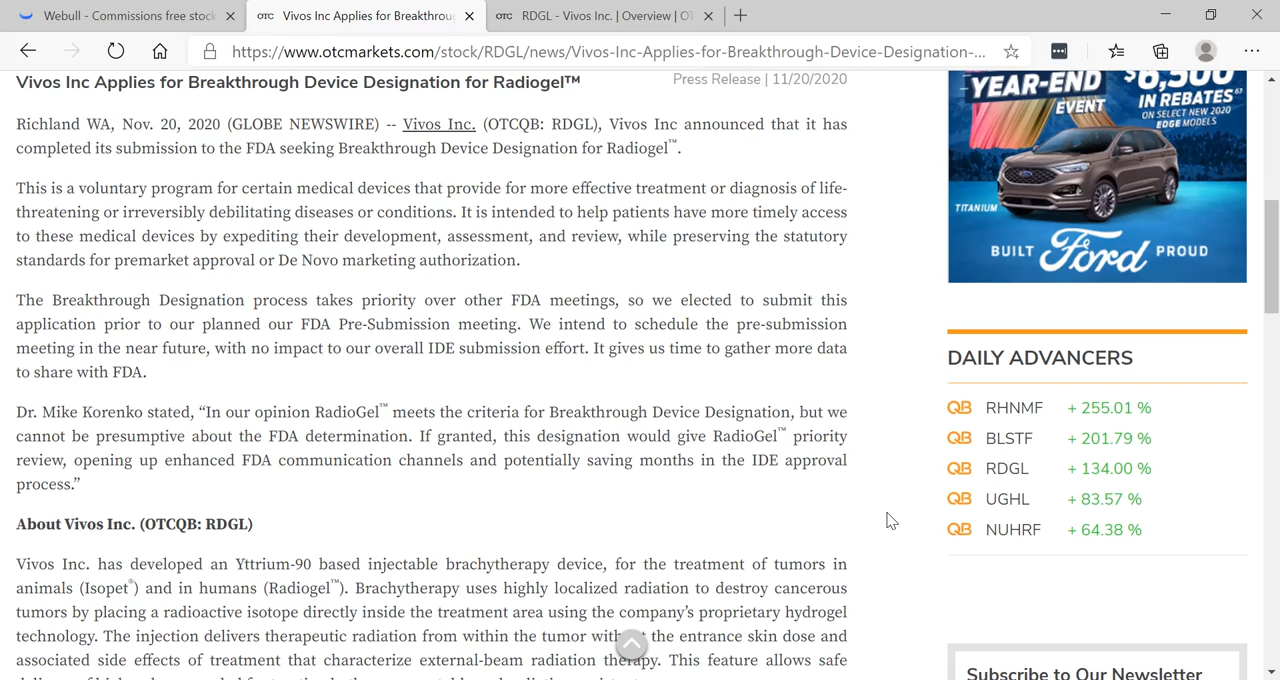 Webull - Commissions free stoc
OTC Vivos Inc Applies for Breakthrou
OTC RDGL - Vivos Inc. | Overview | OT
https://www.otcmarkets.com/stock/RDGL/news/Vivos-Inc-Applies-for-Breakthrough-Device-Designation-...
Vivos Inc Applies for Breakthrough Device Designation for Radiogel™
Press Release | 11/20/2020
Richland WA, Nov. 20, 2020 (GLOBE NEWSWIRE) -- Vivos Inc. (OTCQB: RDGL), Vivos Inc announced that it has
completed its submission to the FDA seeking Breakthrough Device Designation for Radiogel™.
This is a voluntary program for certain medical devices that provide for more effective treatment or diagnosis of life-
threatening or irreversibly debilitating diseases or conditions. It is intended to help patients have more timely access
to these medical devices by expediting their development, assessment, and review, while preserving the statutory
standards for premarket approval or De Novo marketing authorization.
The Breakthrough Designation process takes priority over other FDA meetings, so we elected to submit this
application prior to our planned our FDA Pre-Submission meeting. We intend to schedule the pre-submission
meeting in the near future, with no impact to our overall IDE submission effort. It gives us time to gather more data
to share with FDA.
Dr. Mike Korenko stated, “In our opinion RadioGel™ meets the criteria for Breakthrough Device Designation, but we
cannot be presumptive about the FDA determination. If granted, this designation would give RadioGel™ priority
review, opening up enhanced FDA communication channels and potentially saving months in the IDE approval
process.”
About Vivos Inc. (OTCQB: RDGL)
Vivos Inc. has developed an Yttrium-90 based injectable brachytherapy device, for the treatment of tumors in
animals (Isopet®) and in humans (Radiogel™). Brachytherapy uses highly localized radiation to destroy cancerous
tumors by placing a radioactive isotope directly inside the treatment area using the company’s proprietary hydrogel
technology. The injection delivers therapeutic radiation from within the tumor the entrance skin dose and
associated side effects of treatment that characterize external-beam radiation therapy. This feature allows safe
YEAR-END
EVENT
$6,500
IN REBATES
ON SELECT NEW 2020
EDGE MODELS
TITANIUM
BUILT Ford PROUD
DAILY ADVANCERS
QB RHNMF + 255.01 %
QB BLSTF + 201.79 %
QB RDGL + 134.00 %
QB UGHL + 83.57 %
QB NUHRF + 64.38 %
Subscribe to Our Newsletter